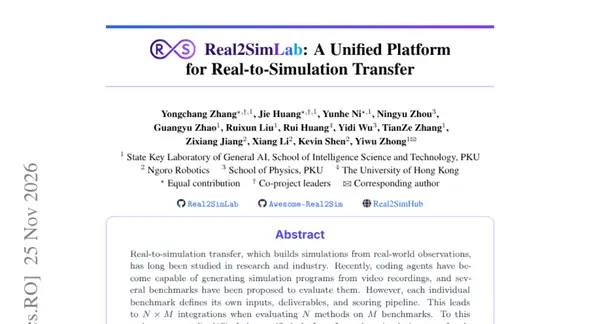 Real2SimLab: A Unified Platform
for Real-to-Simulation Transfer
Yongchang Zhang⋆,†,1, Jie Huang⋆,†,1, Yunhe Ni⋆,1, Ningyu Zhou3,
Guangyu Zhao1, Ruixun Liu1, Rui Huang4, Yidi Wu3, TianZe Zhang1,
Zixiang Jiang2, Xiang Li2, Kevin Shen2, Yiwu Zhong1✉
1 State Key Laboratory of General AI, School of Intelligence Science and Technology, PKU
2 Ngoro Robotics 3 School of Physics, PKU 4 The University of Hong Kong
⋆ Equal contribution † Co-project leaders ✉ Corresponding author
Real2SimLab Awesome-Real2Sim Real2SimHub
Abstract
Real-to-simulation transfer, which builds simulations from real-world observations,
has long been studied in research and industry. Recently, coding agents have be-
come capable of generating simulation programs from video recordings, and sev-
eral benchmarks have been proposed to evaluate them. However, each individual
benchmark defines its own inputs, deliverables, and scoring pipeline. This leads
to N × M integrations when evaluating N methods on M benchmarks. To this
s.RO] 25 Nov 2026